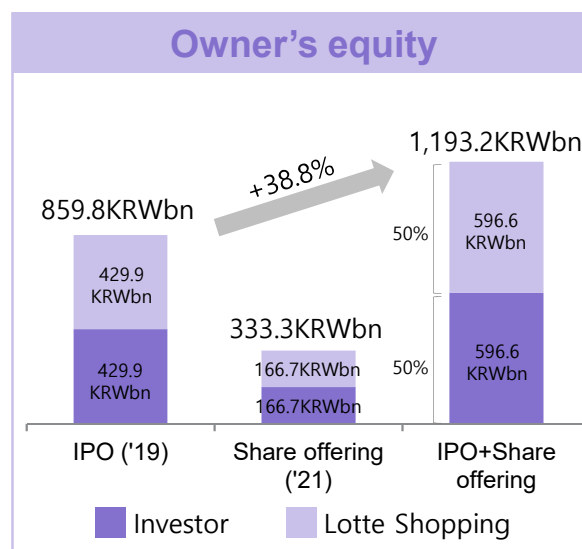 Owner's equity
1,193.2KRWbn
+38.8%
859.8KRWbn
50%
596.6
KRWbn
429.9
KRWbn
333.3KRWbn
166.7KRWbn
429.9
KRWbn
166.7KRWbn
50%
596.6
KRWbn
IPO ('19)
Share offering
('21)
IPO+Share
offering
Investor
Lotte Shopping